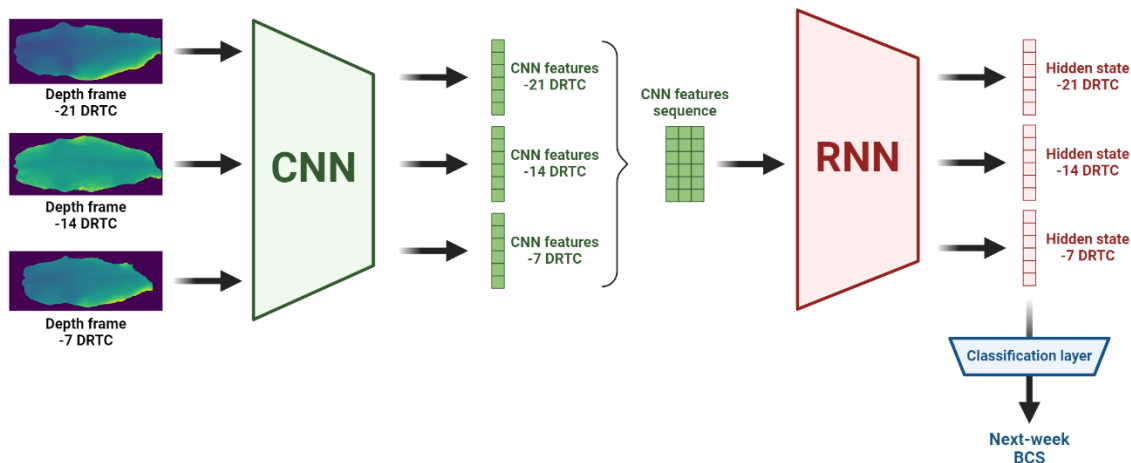 Depth frame
-21 DRTC
Depth frame
-14 DRTC
Depth frame
-7 DRTC
CNN
CNN features
-21 DRTC
CNN features
-14 DRTC
CNN features
-7 DRTC
CNN features
sequence
RNN
Hidden state
-21 DRTC
Hidden state
-14 DRTC
Hidden state
-7 DRTC
Classification layer
Next-week
BCS